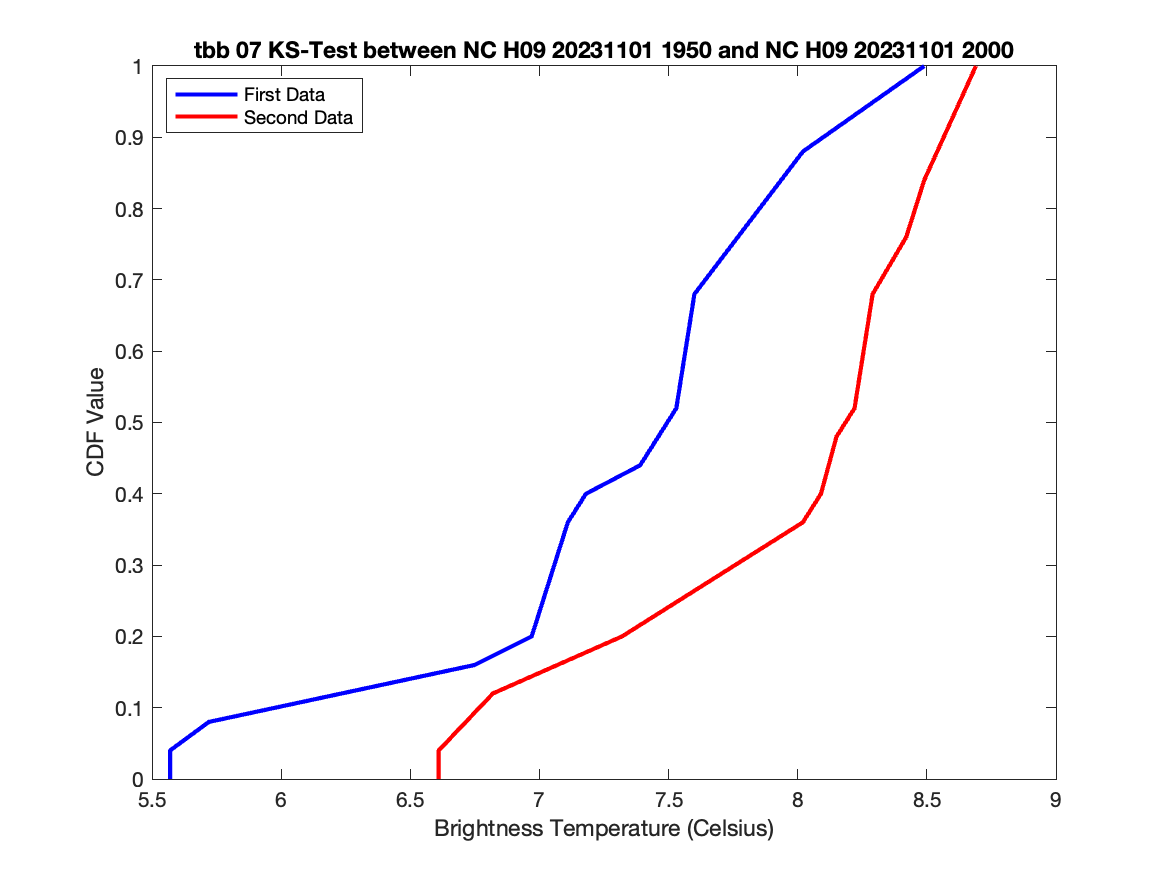 tbb 07 KS-Test between NC H09 20231101 1950 and NC H09 20231101 2000
First Data
Second Data
1
0.9
0.8
0.7
0.6
0.5
0.4
0.3
0.2
0.1
0
CDF Value
5.5 6 6.5 7 7.5 8 8.5 9
Brightness Temperature (Celsius)